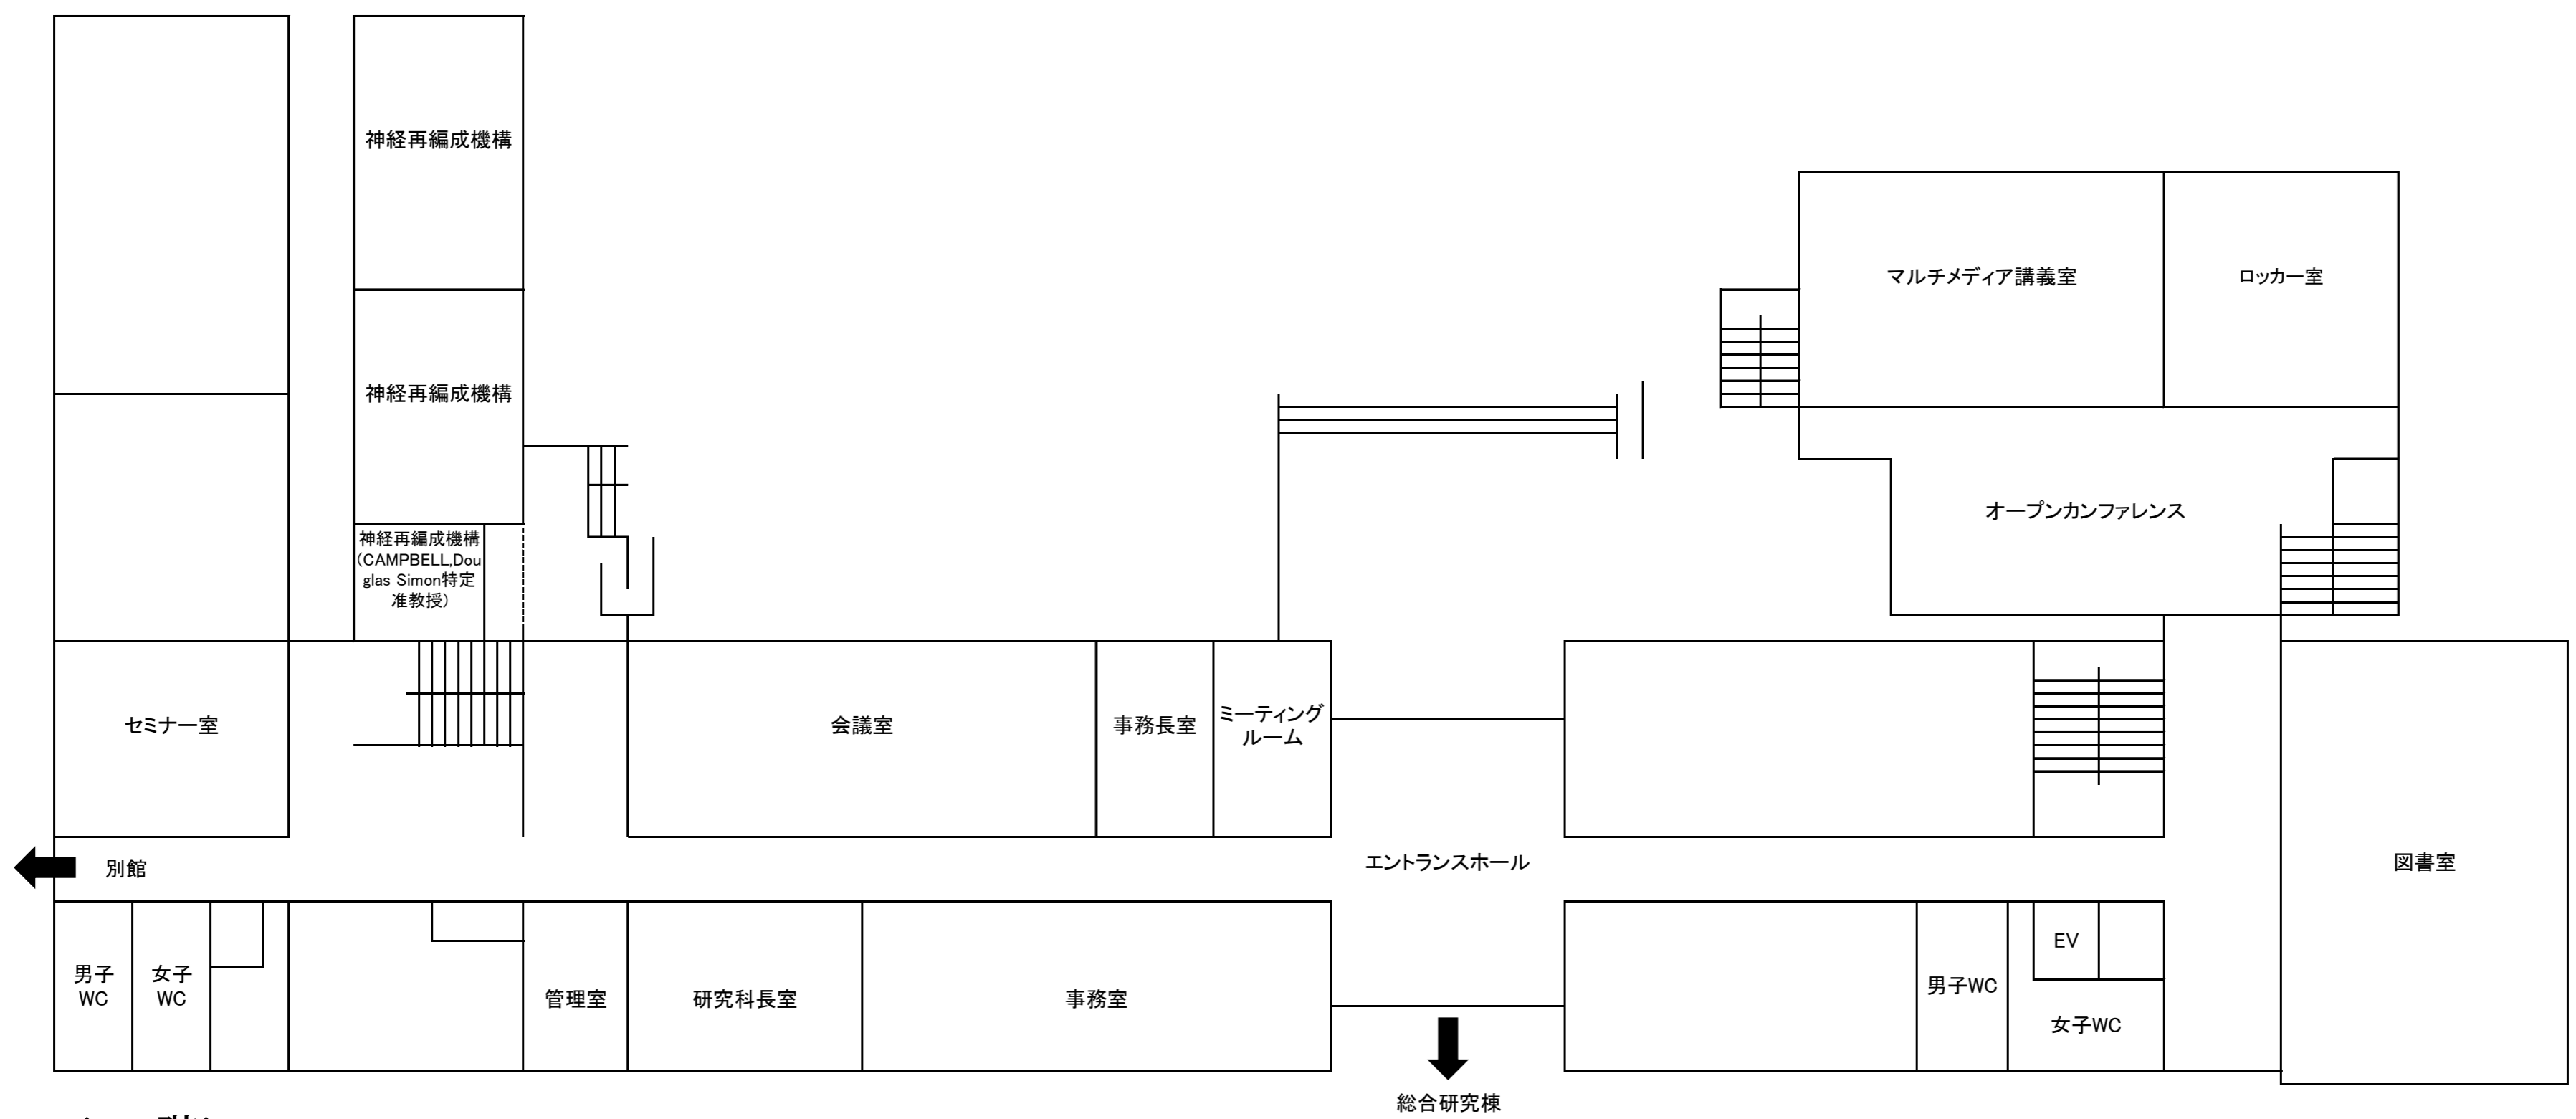 神経再編成機構
マルチメディア講義室
ロッカー室
神経再編成機構
オープンカンファレンス
神経再編成機構
(CAMPBELL,Dou
glas Simon特定
准教授)
セミナー室
会議室
事務長室
ミーティング
ルーム
別館
エントランスホール
図書室
男子
WC
女子
WC
管理室
研究科長室
事務室
男子WC
EV
女子WC
総合研究棟